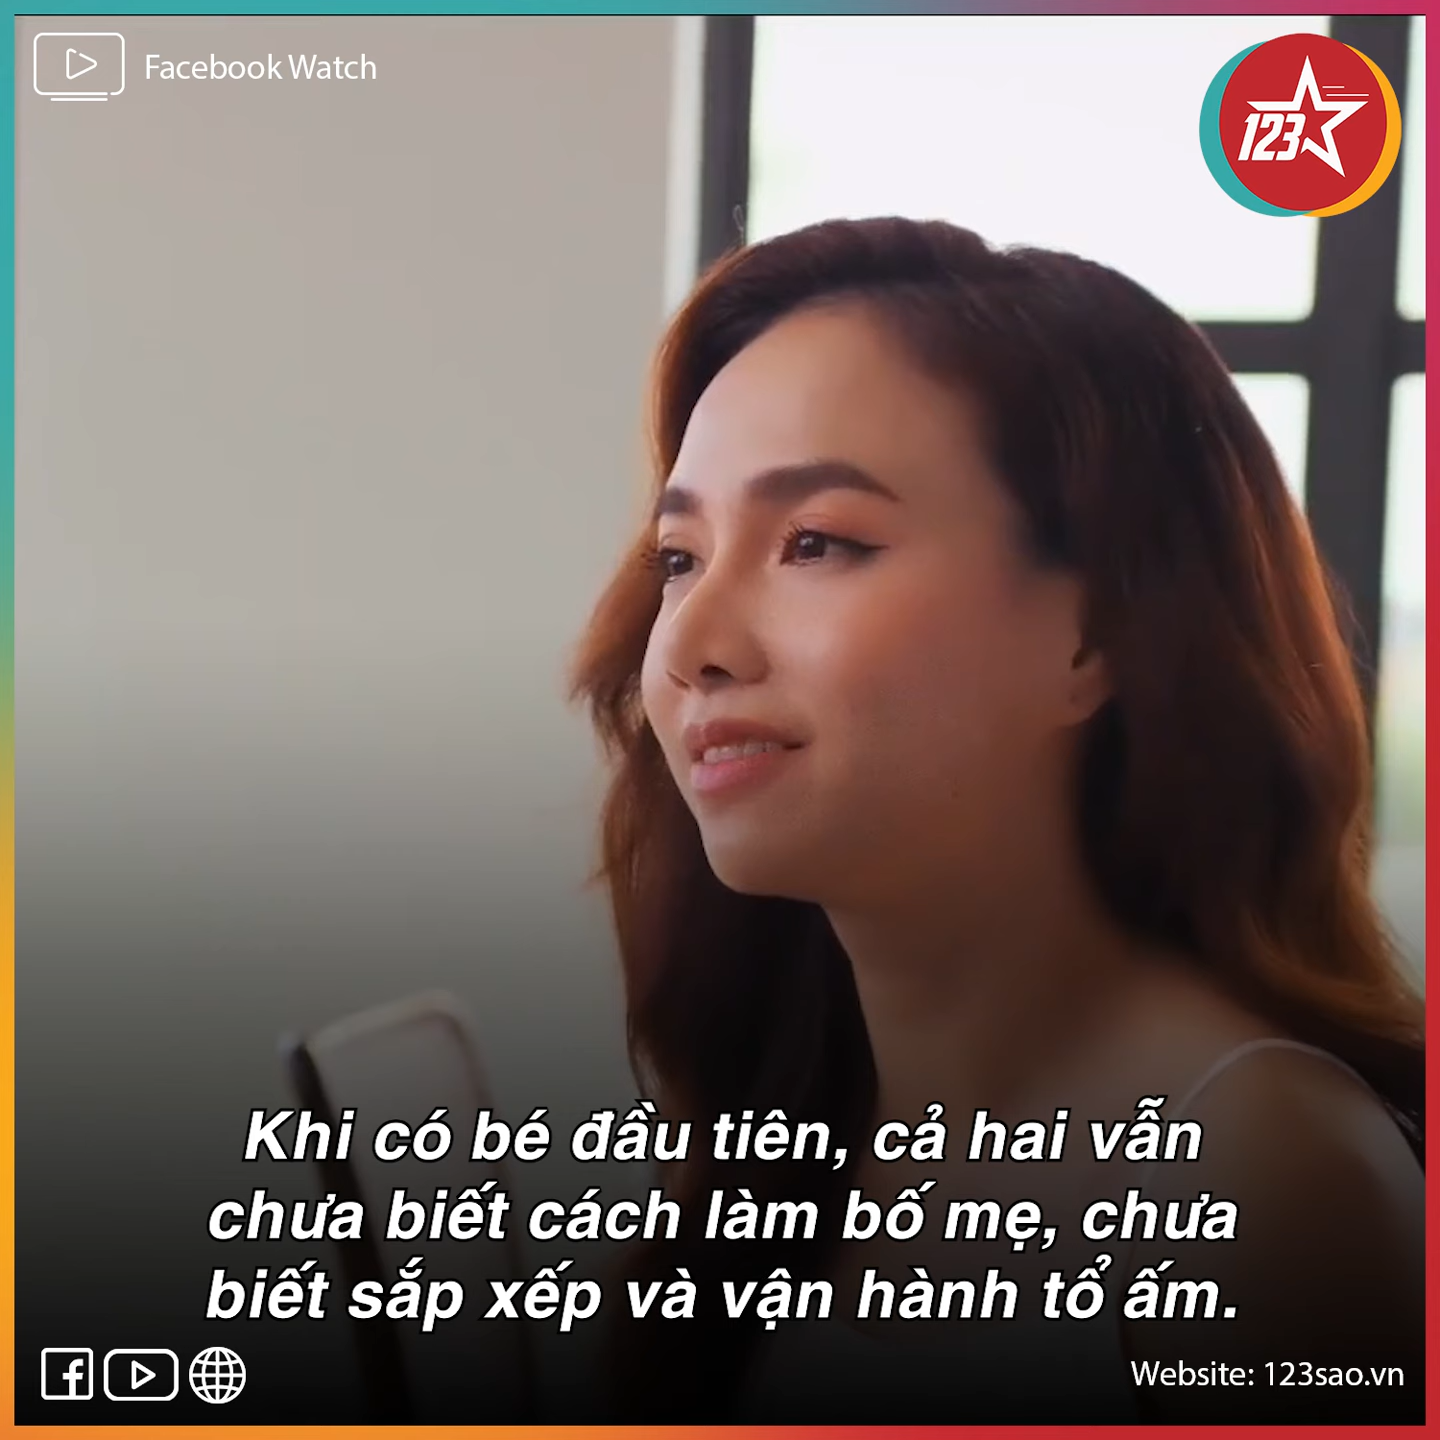 Facebook Watch
123
Khi có bé đầu tiên, cả hai vẫn
chưa biết cách làm bố mẹ, chưa
biết sắp xếp và vận hành tổ ấm.
Website: 123sao.vn